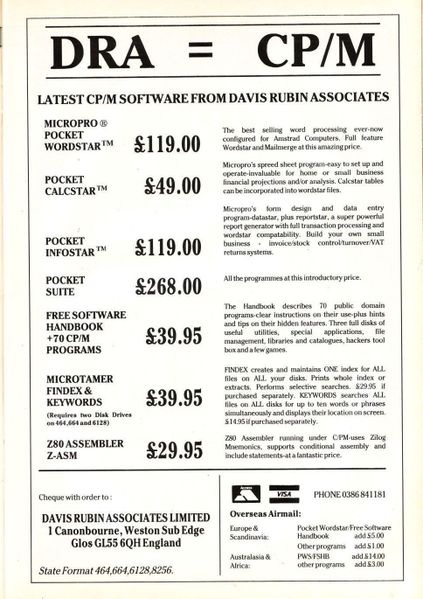 DRA = CP/M
LATEST CP/M SOFTWARE FROM DAVIS RUBIN ASSOCIATES
MICROPRO ®
POCKET
WORDSTAR™
£119.00
The best selling word processing ever-now
configured for Amstrad Computers. Full feature
Wordstar and Mailmerge at this amazing price.
POCKET
CALCSTAR™
£49.00
Micropro's spread sheet program-easy to set up and
operate-invaluable for home or small business
financial projections and/or analysis. Calcstar tables
can be incorporated into wordstar files.
POCKET
INFOSTAR™
£119.00
Micropro's form design and data entry
program-datastar, plus reportstar, a super powerful
report generator with full transaction processing and
wordstar compatability. Build your own small
business - invoice/stock control/turnover/VAT
returns systems.
POCKET
SUITE
£268.00
All the programmes at this introductory price.
FREE SOFTWARE
HANDBOOK
+70 CP/M
PROGRAMS
£39.95
The Handbook describes 70 public domain
programs-clear instructions on their use-plus hints
and tips on their hidden features. Three full disks of
useful utilities, special applications, file
management, libraries and catalogues, hackers tool
box and a few games.
MICROTAMER
FINDEX &
KEYWORDS
(Requires two Disk Drives
on 464,664 and 6128)
£39.95
FINDEX creates and maintains ONE index for ALL
files on ALL your disks. Prints whole index or
extracts. Performs selective searches. £29.95 if
purchased separately. KEYWORDS searches ALL
files on ALL disks for up to ten words or phrases
simultaneously and displays their location on screen.
£14.95 if purchased separately.
Z80 ASSEMBLER
Z-ASM
£29.95
Z80 Assembler running under C/PM-uses Zilog
Mnemonics, supports conditional assembly and
include statements-at a fantastic price.
Cheque with order to :
DAVIS RUBIN ASSOCIATES LIMITED
1 Canonbourne, Weston Sub Edge
Glos GL55 6QH England
State Format 464,664,6128,8256.
Access
VISA
PHONE 0386 841181
Overseas Airmail:
Europe & Pocket Wordstar/Free Software
Scandinavia: Handbook add £5.00
Other programs add £1.00
Australasia & PWS/FSHB add £14.00
Africa: other programs add £3.00